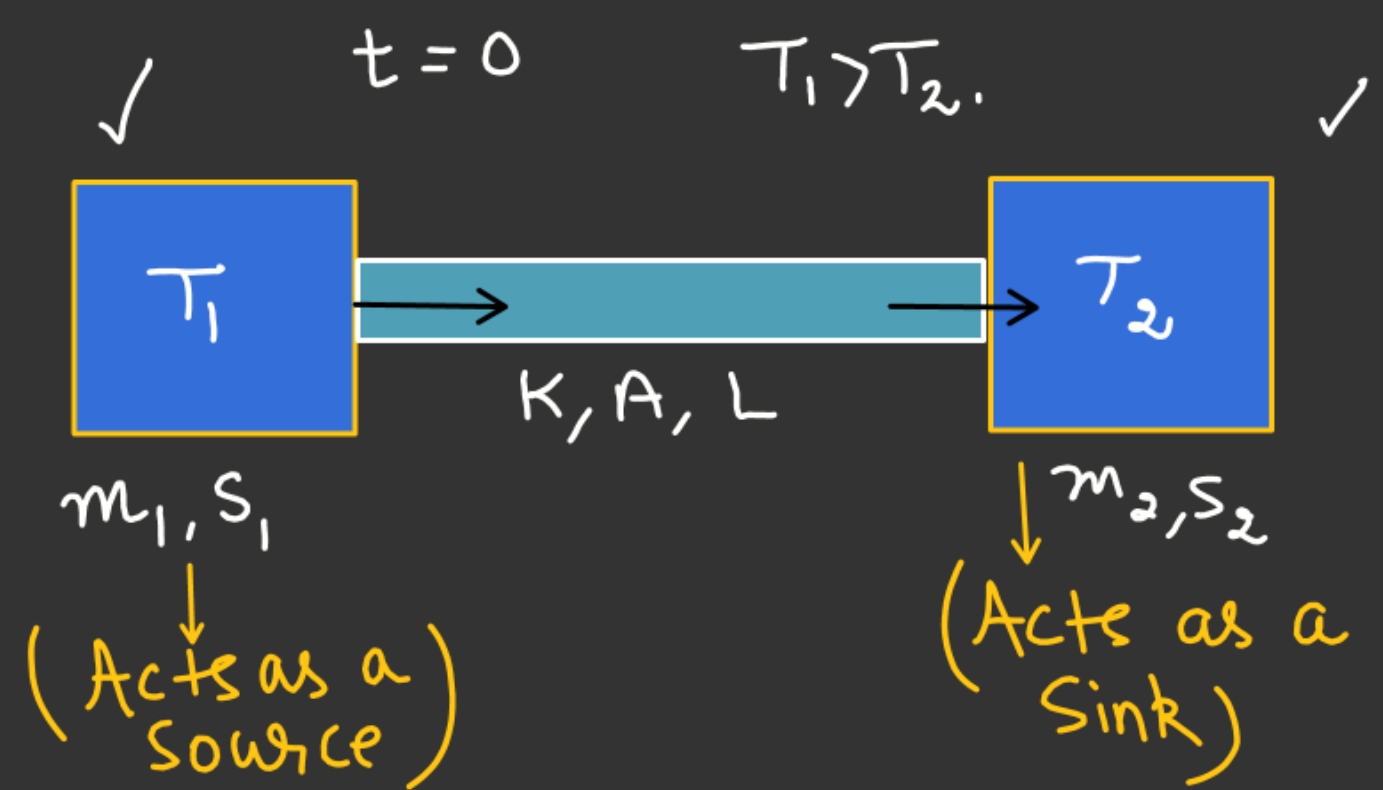 t = 0
T₁ > T₂.
T₁
T₂
K, A, L
m₁, S₁
m₂, S₂
(Acts as a
source)
(Acts as a
Sink)